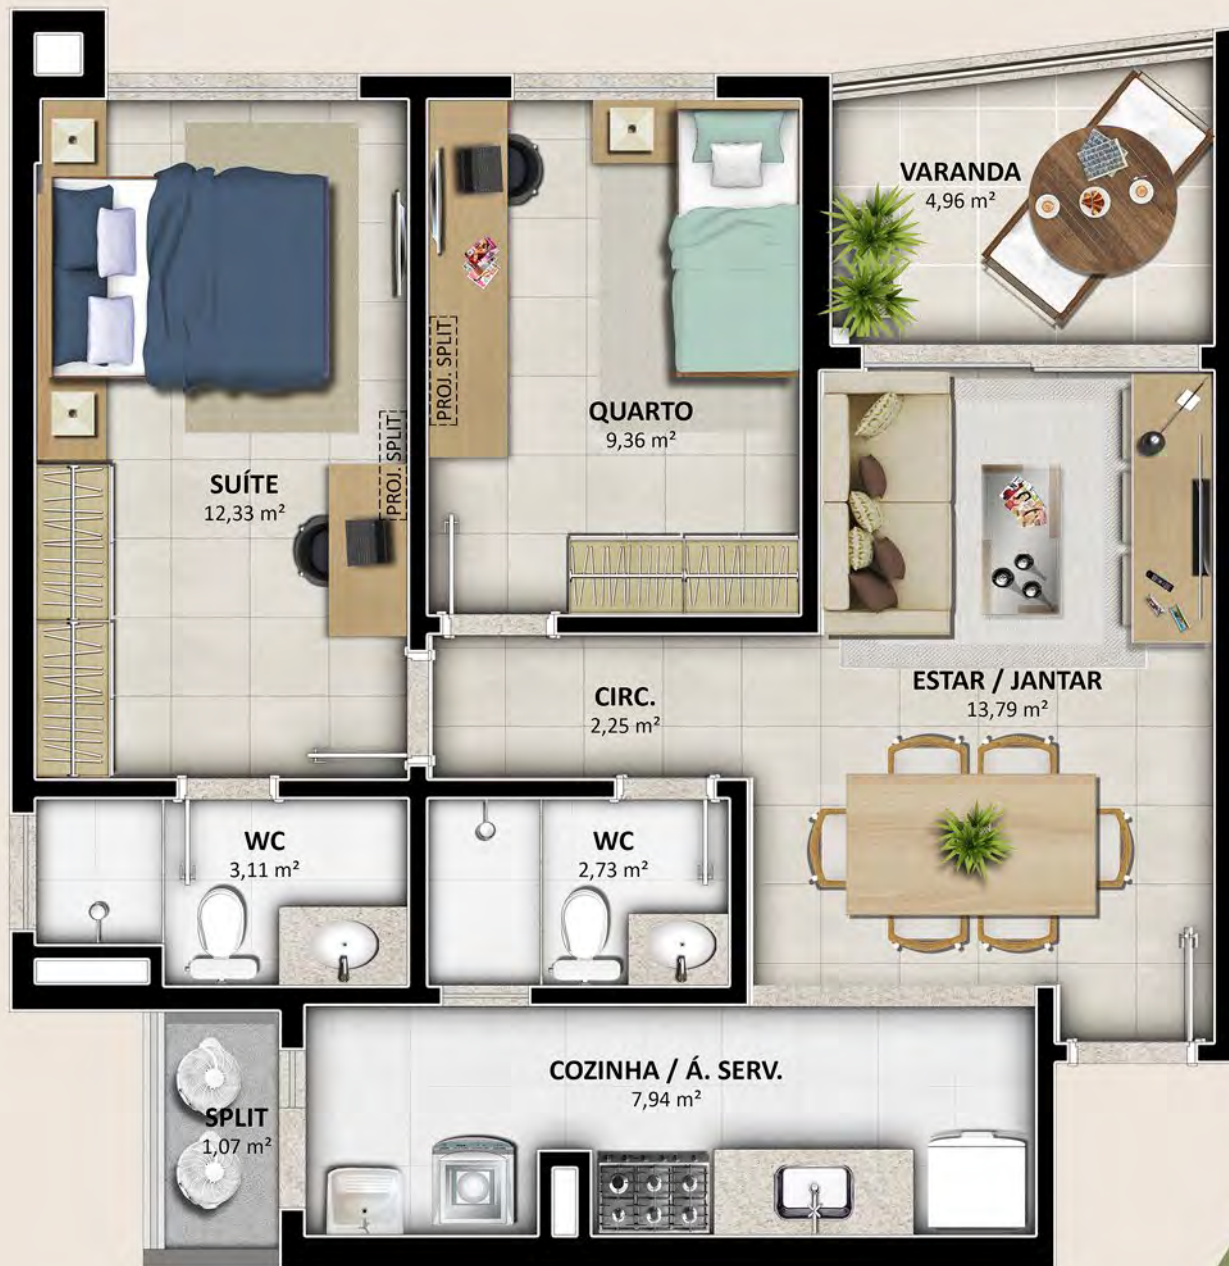 VARANDA
4,96 m²
PROJ. SPLIT
QUARTO
9,36 m²
PROJ. SPLIT
SUÍTE
12,33 m²
ESTAR / JANTAR
13,79 m²
CIRC.
2,25 m²
WC
3,11 m²
WC
2,73 m²
COZINHA / Á. SERV.
7,94 m²
SPLIT
1,07 m²